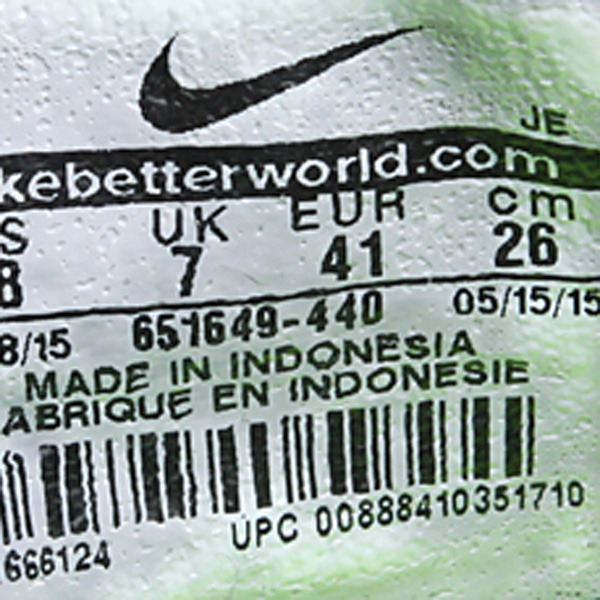 JE
kebetterworld.com
S UK EUR cm
8 7 41 26
8/15 651649-440 05/15/15
MADE IN INDONESIA
ABRIQUE EN INDONESIE
UPC 00888410351710
666124